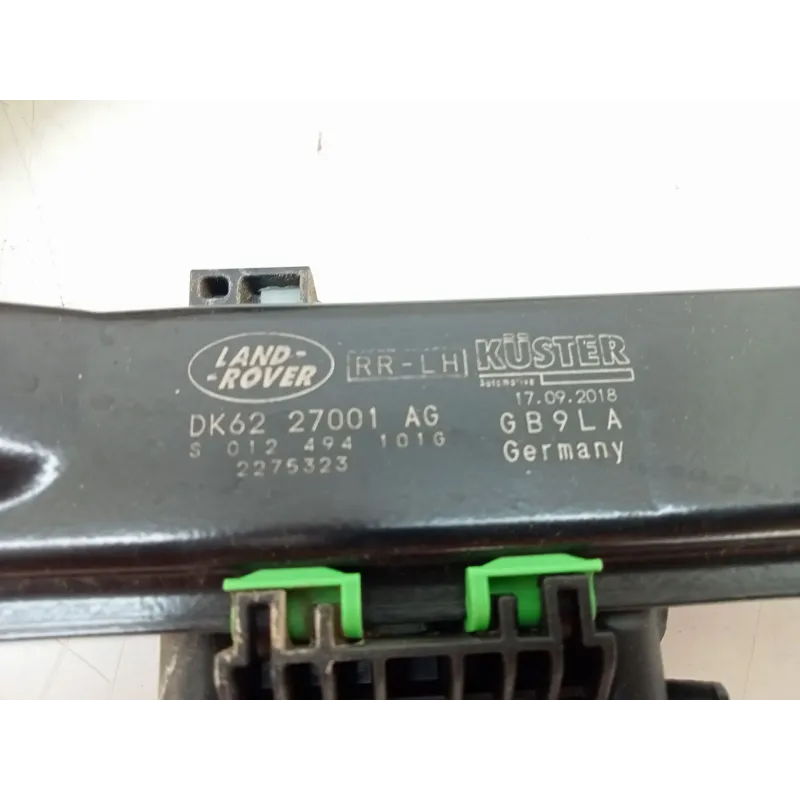 LAND-
-ROVER
RR-LH
KÜSTER
Automotive
17.09.2018
DK62 27001 AG
GB9LA
S 012 494 101G
Germany
2275323